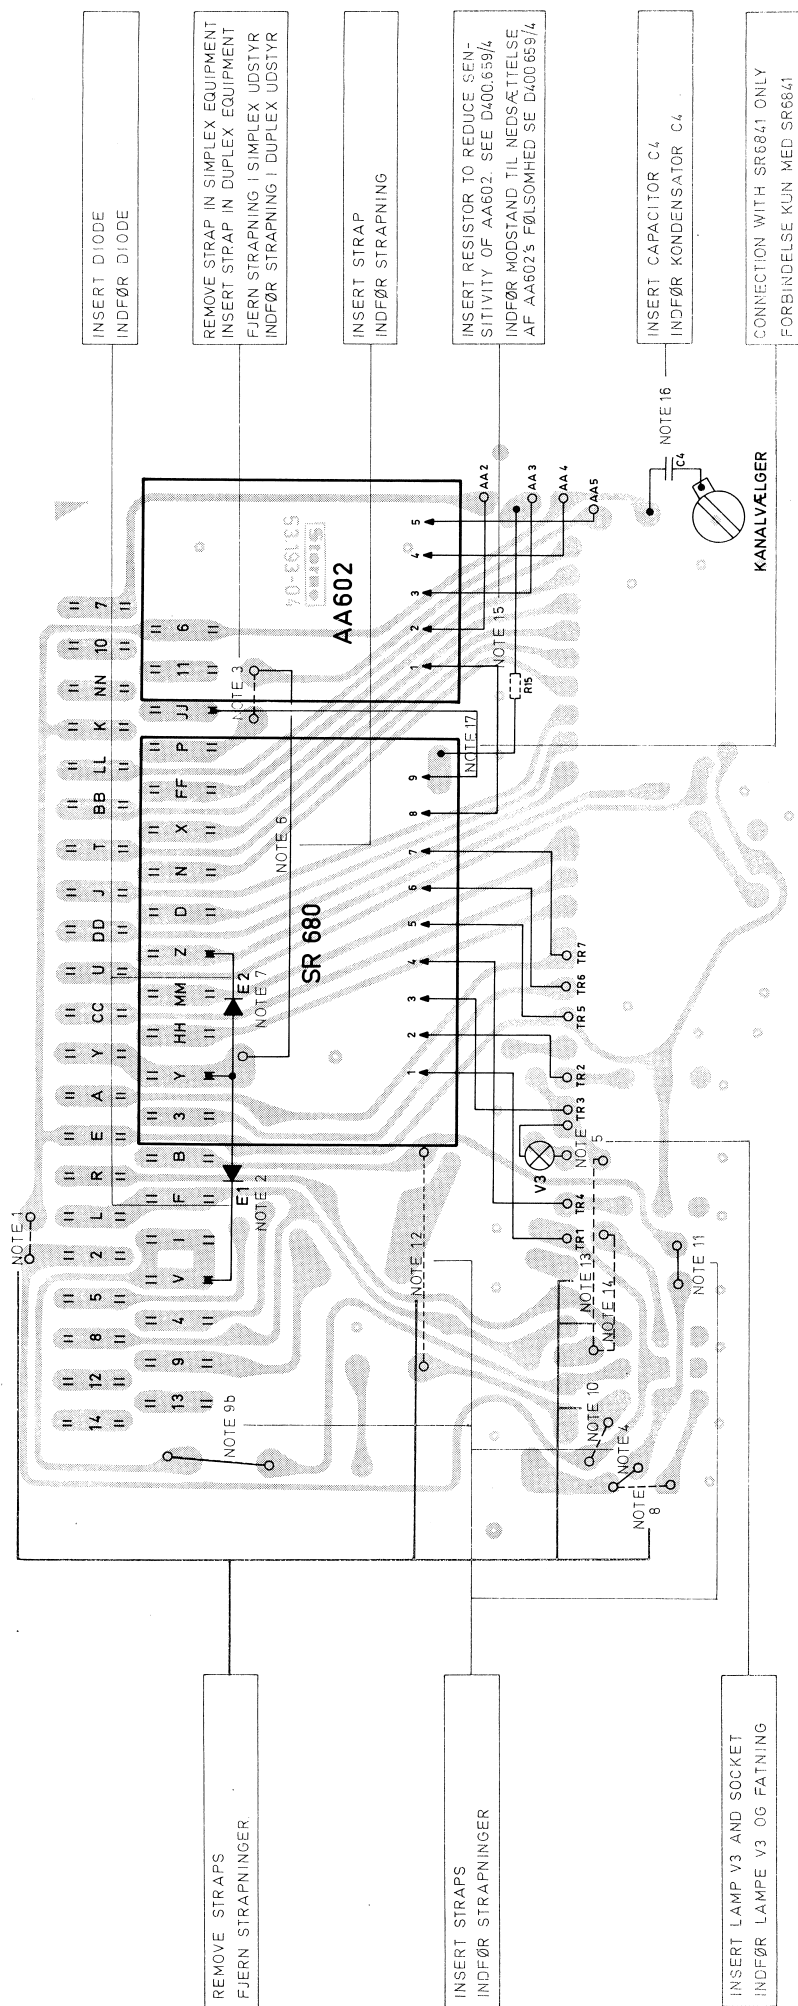 INSERT DIODE
INDFØR DIODE
REMOVE STRAP IN SIMPLEX EQUIPMENT
INSERT STRAP IN DUPLEX EQUIPMENT
FJERN STRAPNING I SIMPLEX UDSTYR
INDFØR STRAPNING I DUPLEX UDSTYR
INSERT STRAP
INDFØR STRAPNING
INSERT RESISTOR TO REDUCE SEN-
SITIVITY OF AA602. SEE D400.659/4
INDFØR MODSTAND TIL NEDSÆTTELSE
AF AA602's FØLSOMHED SE D400659/4
INSERT CAPACITOR C4
INDFØR KONDENSATOR C4
CONNECTION WITH SR6841 ONLY
FORBINDELSE KUN MED SR6841
14
12
8
5
2
L
R
E
A
Y
CC
U
DD
J
T
BB
LL
K
NN
10
7
13
9
4
V
I
F
B
3
Y
HH
MM
Z
D
N
X
FF
P
JJ
11
6
NOTE 1
NOTE 9b
E1
NOTE 2
E2
NOTE 7
NOTE 6
NOTE 3
SR 680
AA602
Storno
63.193-04
1
2
3
4
5
6
7
8
9
1
2
3
4
5
NOTE 12
NOTE 17
NOTE 15
R15
AA2
AA3
AA4
AA5
TR1
TR4
V3
TR3
TR2
TR5
TR6
TR7
NOTE
5
NOTE 13
NOTE 14
NOTE 10
NOTE 4
NOTE
8
NOTE 11
C4
NOTE 16
KANALVÆLGER
REMOVE STRAPS
FJERN STRAPNINGER
INSERT STRAPS
INDFØR STRAPNINGER
INSERT LAMP V3 AND SOCKET
INDFØR LAMPE V3 OG FATNING